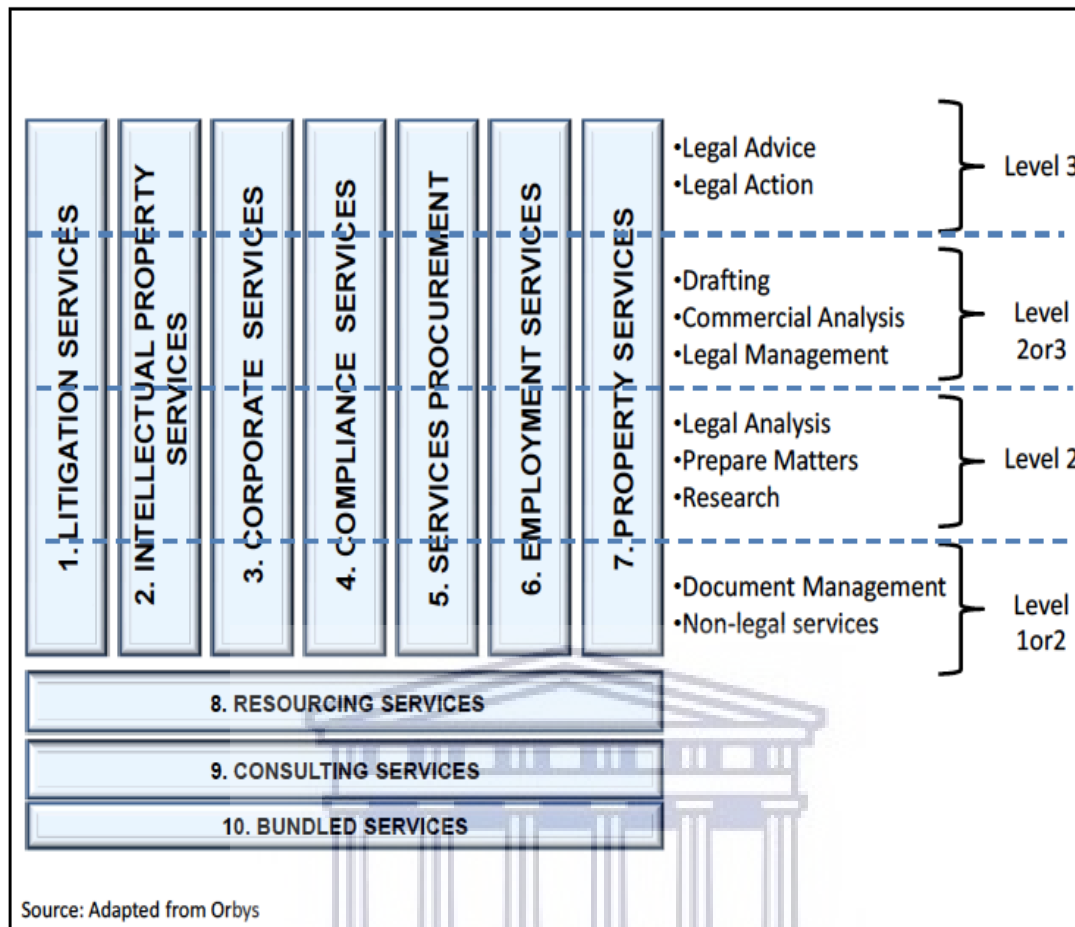 1. LITIGATION SERVICES
2. INTELLECTUAL PROPERTY
SERVICES
3. CORPORATE SERVICES
4. COMPLIANCE SERVICES
5. SERVICES PROCUREMENT
6. EMPLOYMENT SERVICES
7. PROPERTY SERVICES
•Legal Advice
•Legal Action
Level 3
•Drafting
•Commercial Analysis
•Legal Management
Level
2or3
•Legal Analysis
•Prepare Matters
•Research
Level 2
•Document Management
•Non-legal services
Level
1or2
8. RESOURCING SERVICES
9. CONSULTING SERVICES
10. BUNDLED SERVICES
Source: Adapted from Orbys